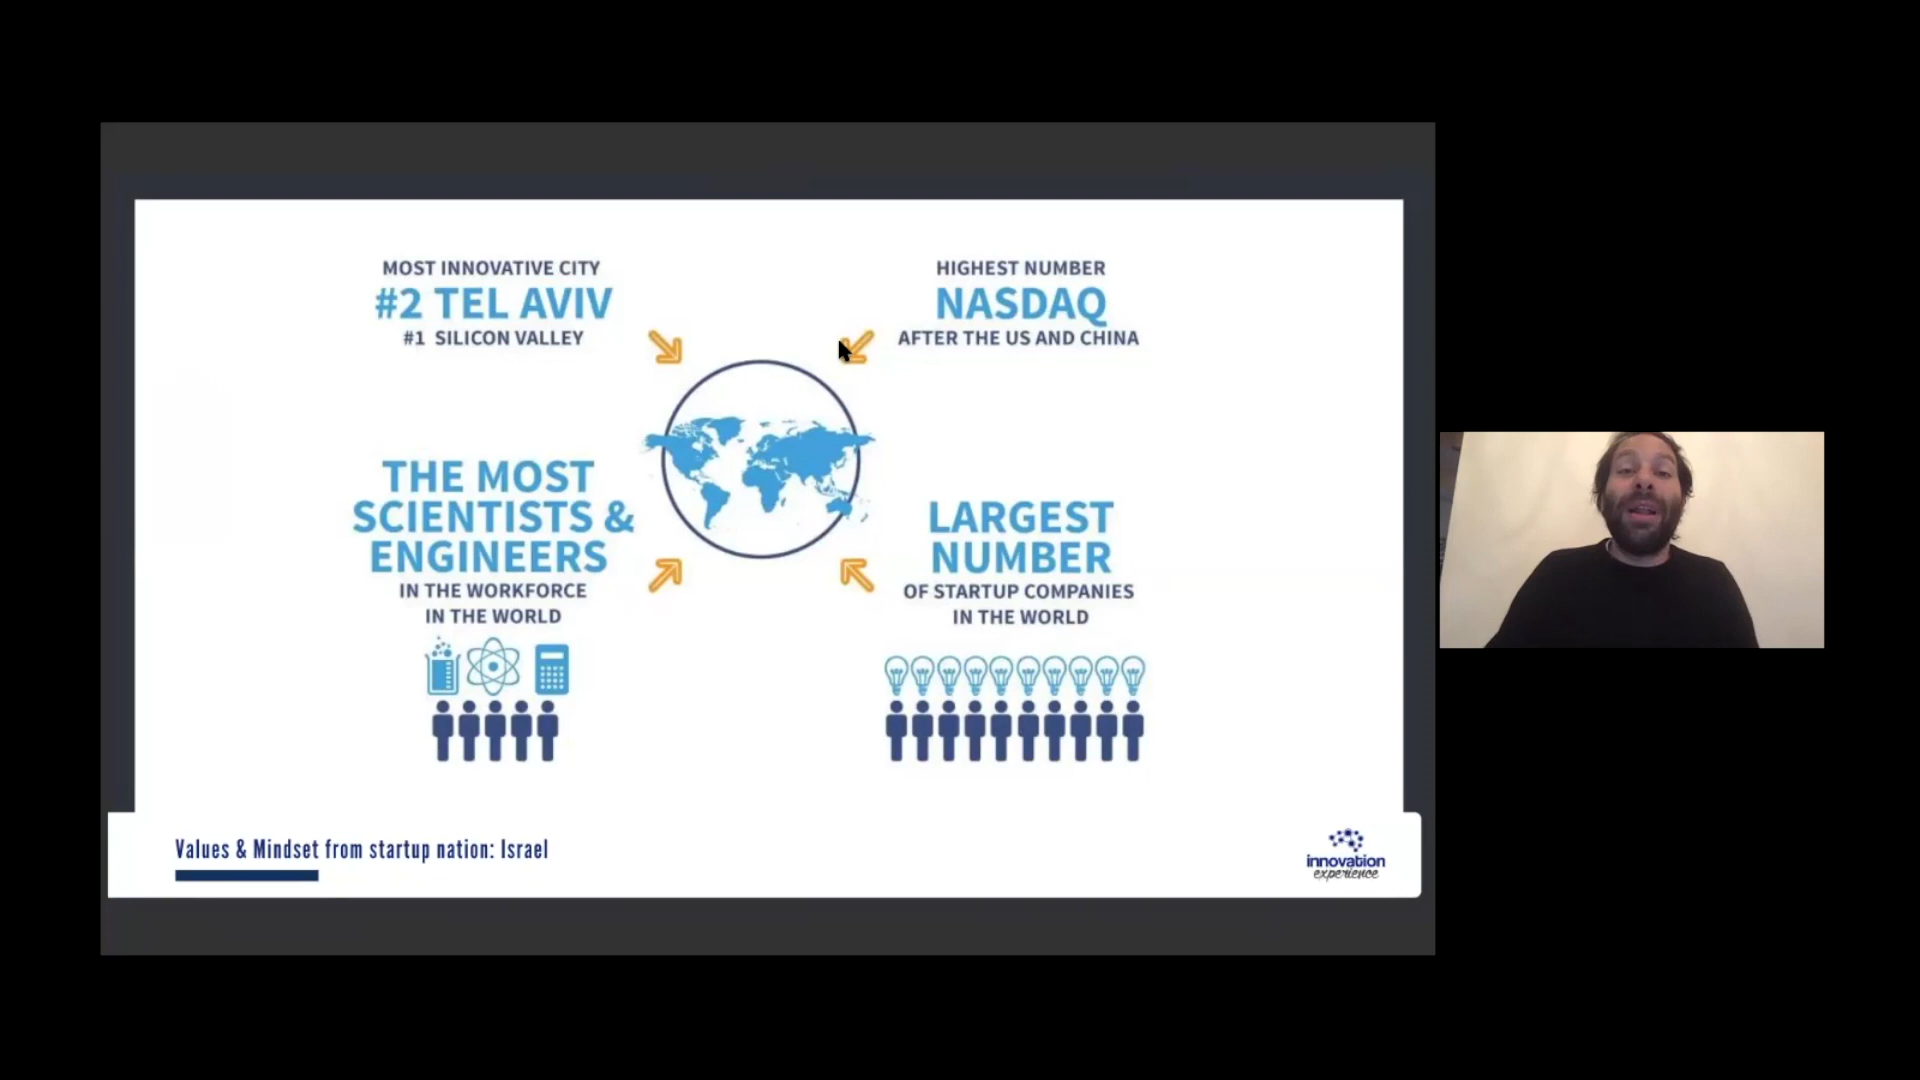 MOST INNOVATIVE CITY
#2 TEL AVIV
#1 SILICON VALLEY
HIGHEST NUMBER
NASDAQ
AFTER THE US AND CHINA
THE MOST
SCIENTISTS &
ENGINEERS
IN THE WORKFORCE
IN THE WORLD
LARGEST
NUMBER
OF STARTUP COMPANIES
IN THE WORLD
Values & Mindset from startup nation: Israel
innovation
experience